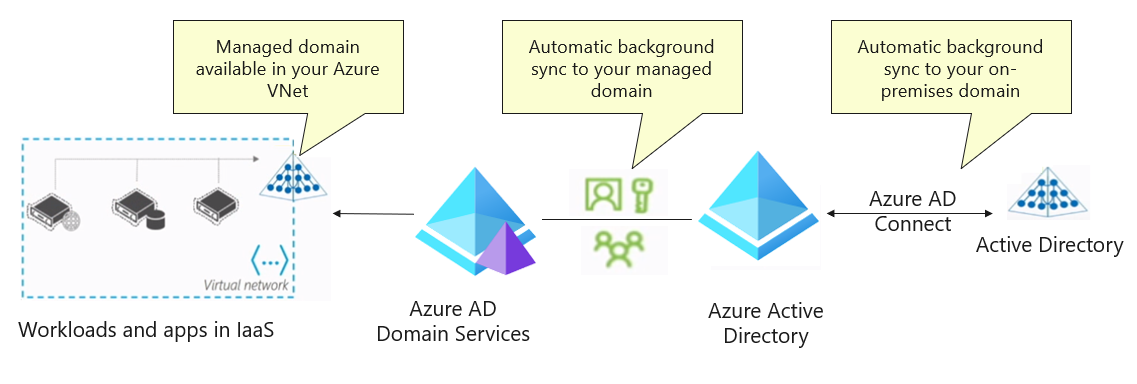 Managed domain
available in your Azure
VNet
Automatic background
sync to your managed
domain
Automatic background
sync to your on-
premises domain
Azure AD
Connect
Active Directory
Virtual network
Workloads and apps in IaaS
Azure AD
Domain Services
Azure Active
Directory